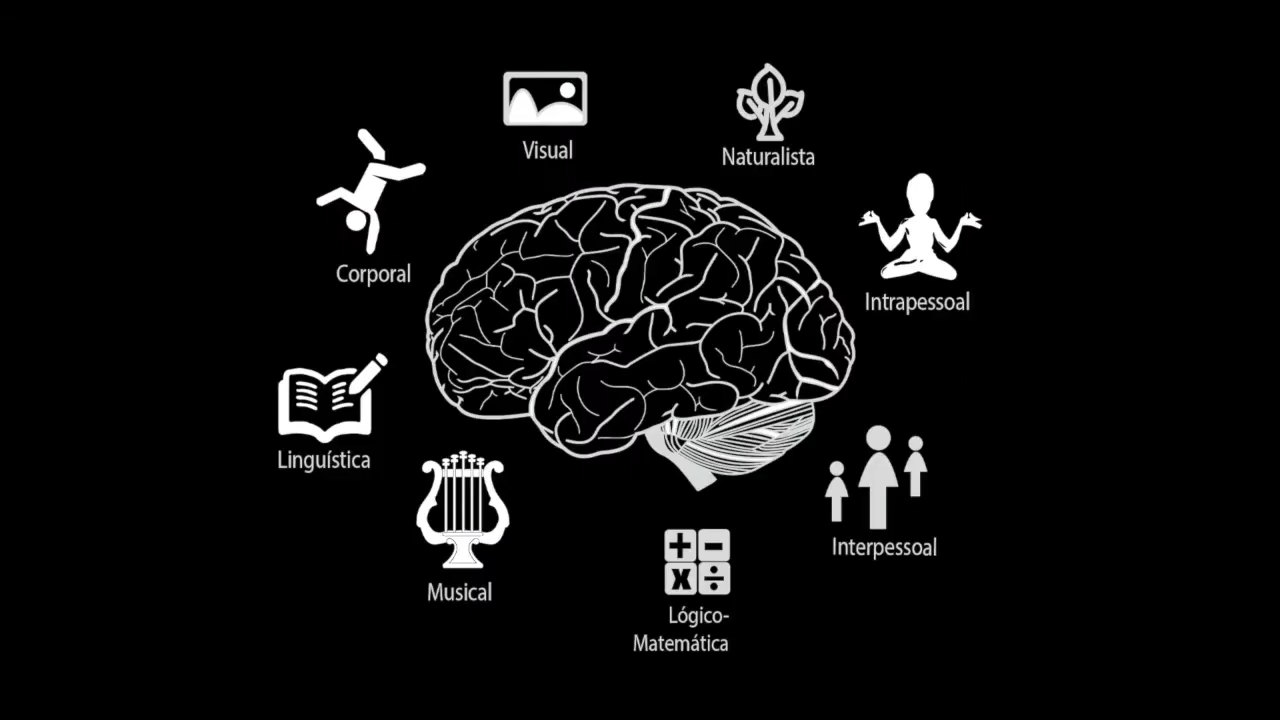 Visual
Naturalista
Corporal
Intrapessoal
Linguística
Interpessoal
Musical
Lógico-
Matemática